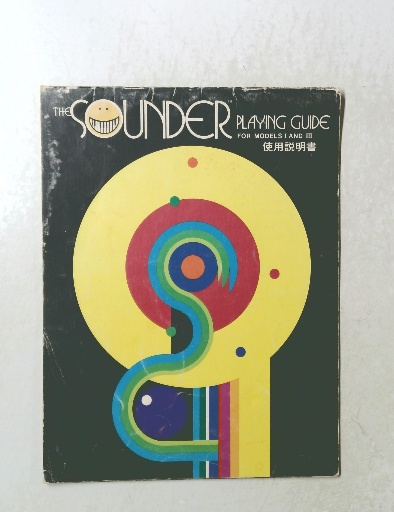 THE SOUNDER PLAYING GUIDE
FOR MODELS I AND III
使用説明書